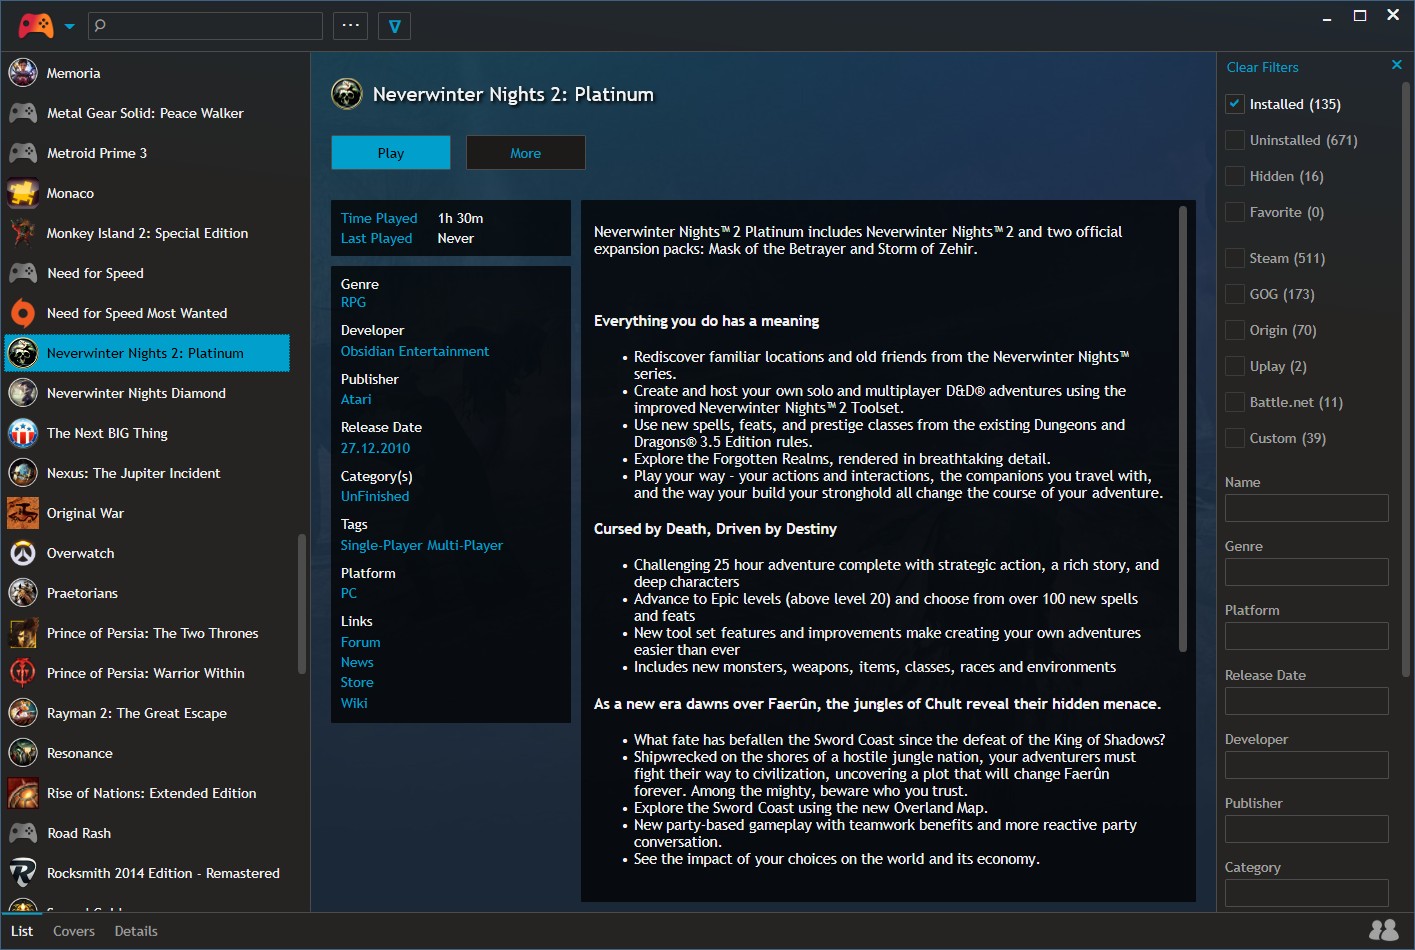 Memoria
Metal Gear Solid: Peace Walker
Metroid Prime 3
Monaco
Monkey Island 2: Special Edition
Need for Speed
Need for Speed Most Wanted
Neverwinter Nights 2: Platinum
Neverwinter Nights Diamond
The Next BIG Thing
Nexus: The Jupiter Incident
Original War
Overwatch
Praetorians
Prince of Persia: The Two Thrones
Prince of Persia: Warrior Within
Rayman 2: The Great Escape
Resonance
Rise of Nations: Extended Edition
Road Rash
Rocksmith 2014 Edition - Remastered
List Covers Details
Neverwinter Nights 2: Platinum
Play More
Time Played 1h 30m
Last Played Never
Genre
RPG
Developer
Obsidian Entertainment
Publisher
Atari
Release Date
27.12.2010
Category(s)
UnFinished
Tags
Single-Player Multi-Player
Platform
PC
Links
Forum
News
Store
Wiki
Neverwinter Nights™ 2 Platinum includes Neverwinter Nights™ 2 and two official
expansion packs: Mask of the Betrayer and Storm of Zehir.
Everything you do has a meaning
• Rediscover familiar locations and old friends from the Neverwinter Nights™
series.
• Create and host your own solo and multiplayer D&D® adventures using the
improved Neverwinter Nights™ 2 Toolset.
• Use new spells, feats, and prestige classes from the existing Dungeons and
Dragons® 3.5 Edition rules.
• Explore the Forgotten Realms, rendered in breathtaking detail.
• Play your way - your actions and interactions, the companions you travel with,
and the way your build your stronghold all change the course of your adventure.
Cursed by Death, Driven by Destiny
• Challenging 25 hour adventure complete with strategic action, a rich story, and
deep characters
• Advance to Epic levels (above level 20) and choose from over 100 new spells
and feats
• New tool set features and improvements make creating your own adventures
easier than ever
• Includes new monsters, weapons, items, classes, races and environments
As a new era dawns over Faerûn, the jungles of Chult reveal their hidden menace.
• What fate has befallen the Sword Coast since the defeat of the King of Shadows?
• Shipwrecked on the shores of a hostile jungle nation, your adventurers must
fight their way to civilization, uncovering a plot that will change Faerûn
forever. Among the mighty, beware who you trust.
• Explore the Sword Coast using the new Overland Map.
• New party-based gameplay with teamwork benefits and more reactive party
conversation.
• See the impact of your choices on the world and its economy.
Clear Filters
Installed (135)
Uninstalled (671)
Hidden (16)
Favorite (0)
Steam (511)
GOG (173)
Origin (70)
Uplay (2)
Battle.net (11)
Custom (39)
Name
Genre
Platform
Release Date
Developer
Publisher
Category